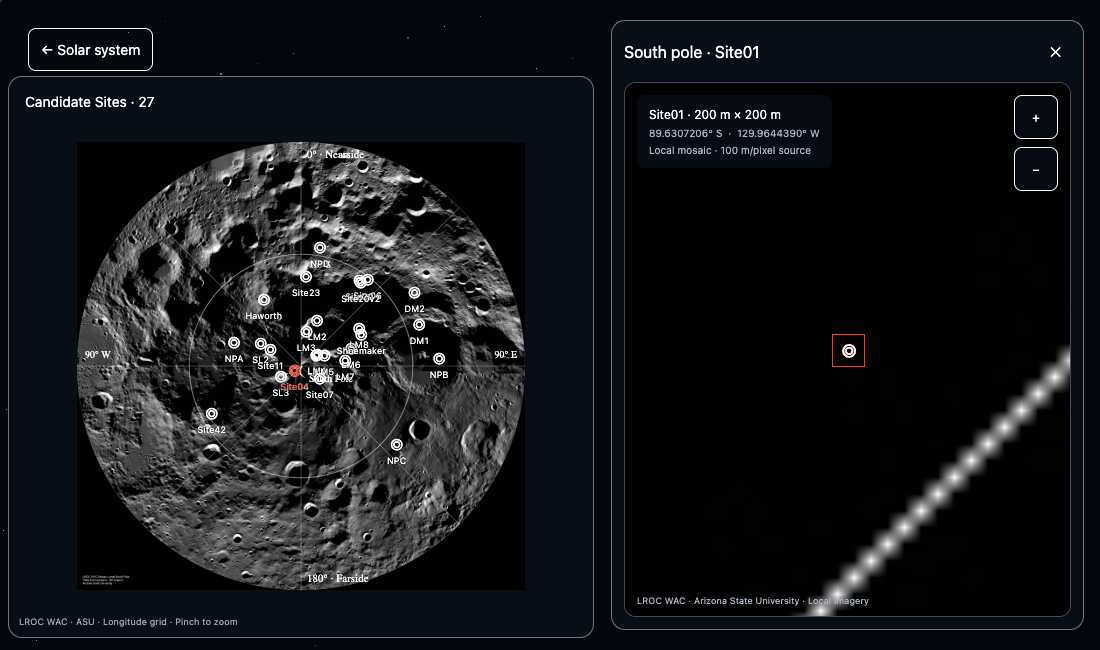 ← Solar system
Candidate Sites · 27
0° · Nearside
NPD
Site23
Haworth
DM2
LM2
DM1
LM3
LM8
Shoemaker
90° W
90° E
NPA
SL2
Site11
LM6
NPB
Site04
SL3
Site07
Site42
NPC
180° · Farside
LROC WAC · ASU · Longitude grid · Pinch to zoom
South pole · Site01
×
Site01 · 200 m × 200 m
89.6307206° S · 129.9644390° W
Local mosaic · 100 m/pixel source
+
−
LROC WAC · Arizona State University · Local imagery